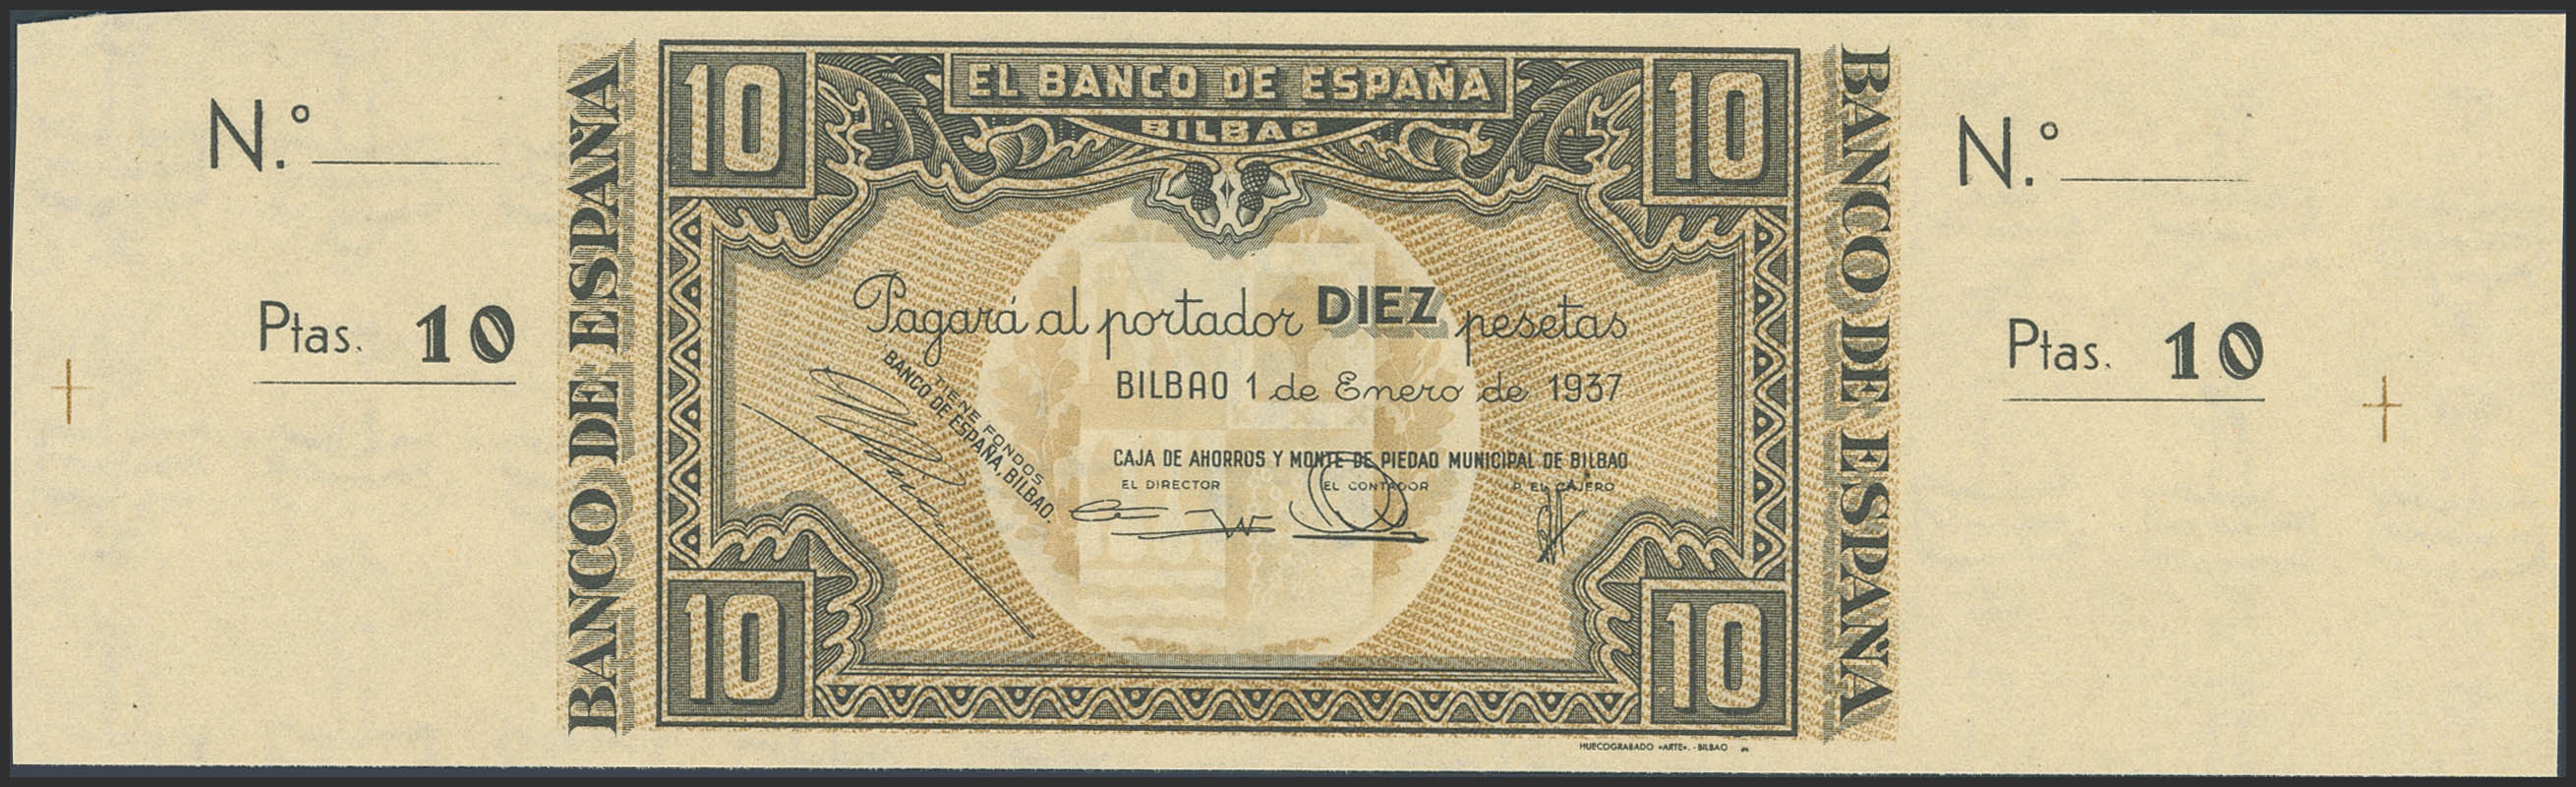 N.º
Ptas. 10
BANCO DE ESPAÑA
10
EL BANCO DE ESPAÑA
BILBAO
10
Pagará al portador DIEZ pesetas
BILBAO 1 de Enero de 1937
TIENE FONDOS
BANCO DE ESPAÑA, BILBAO.
CAJA DE AHORROS Y MONTE DE PIEDAD MUNICIPAL DE BILBAO
EL DIRECTOR EL CONTADOR P. EL CAJERO
10
10
HUECOGRABADO «ARTE». - BILBAO
BANCO DE ESPAÑA
N.º
Ptas. 10